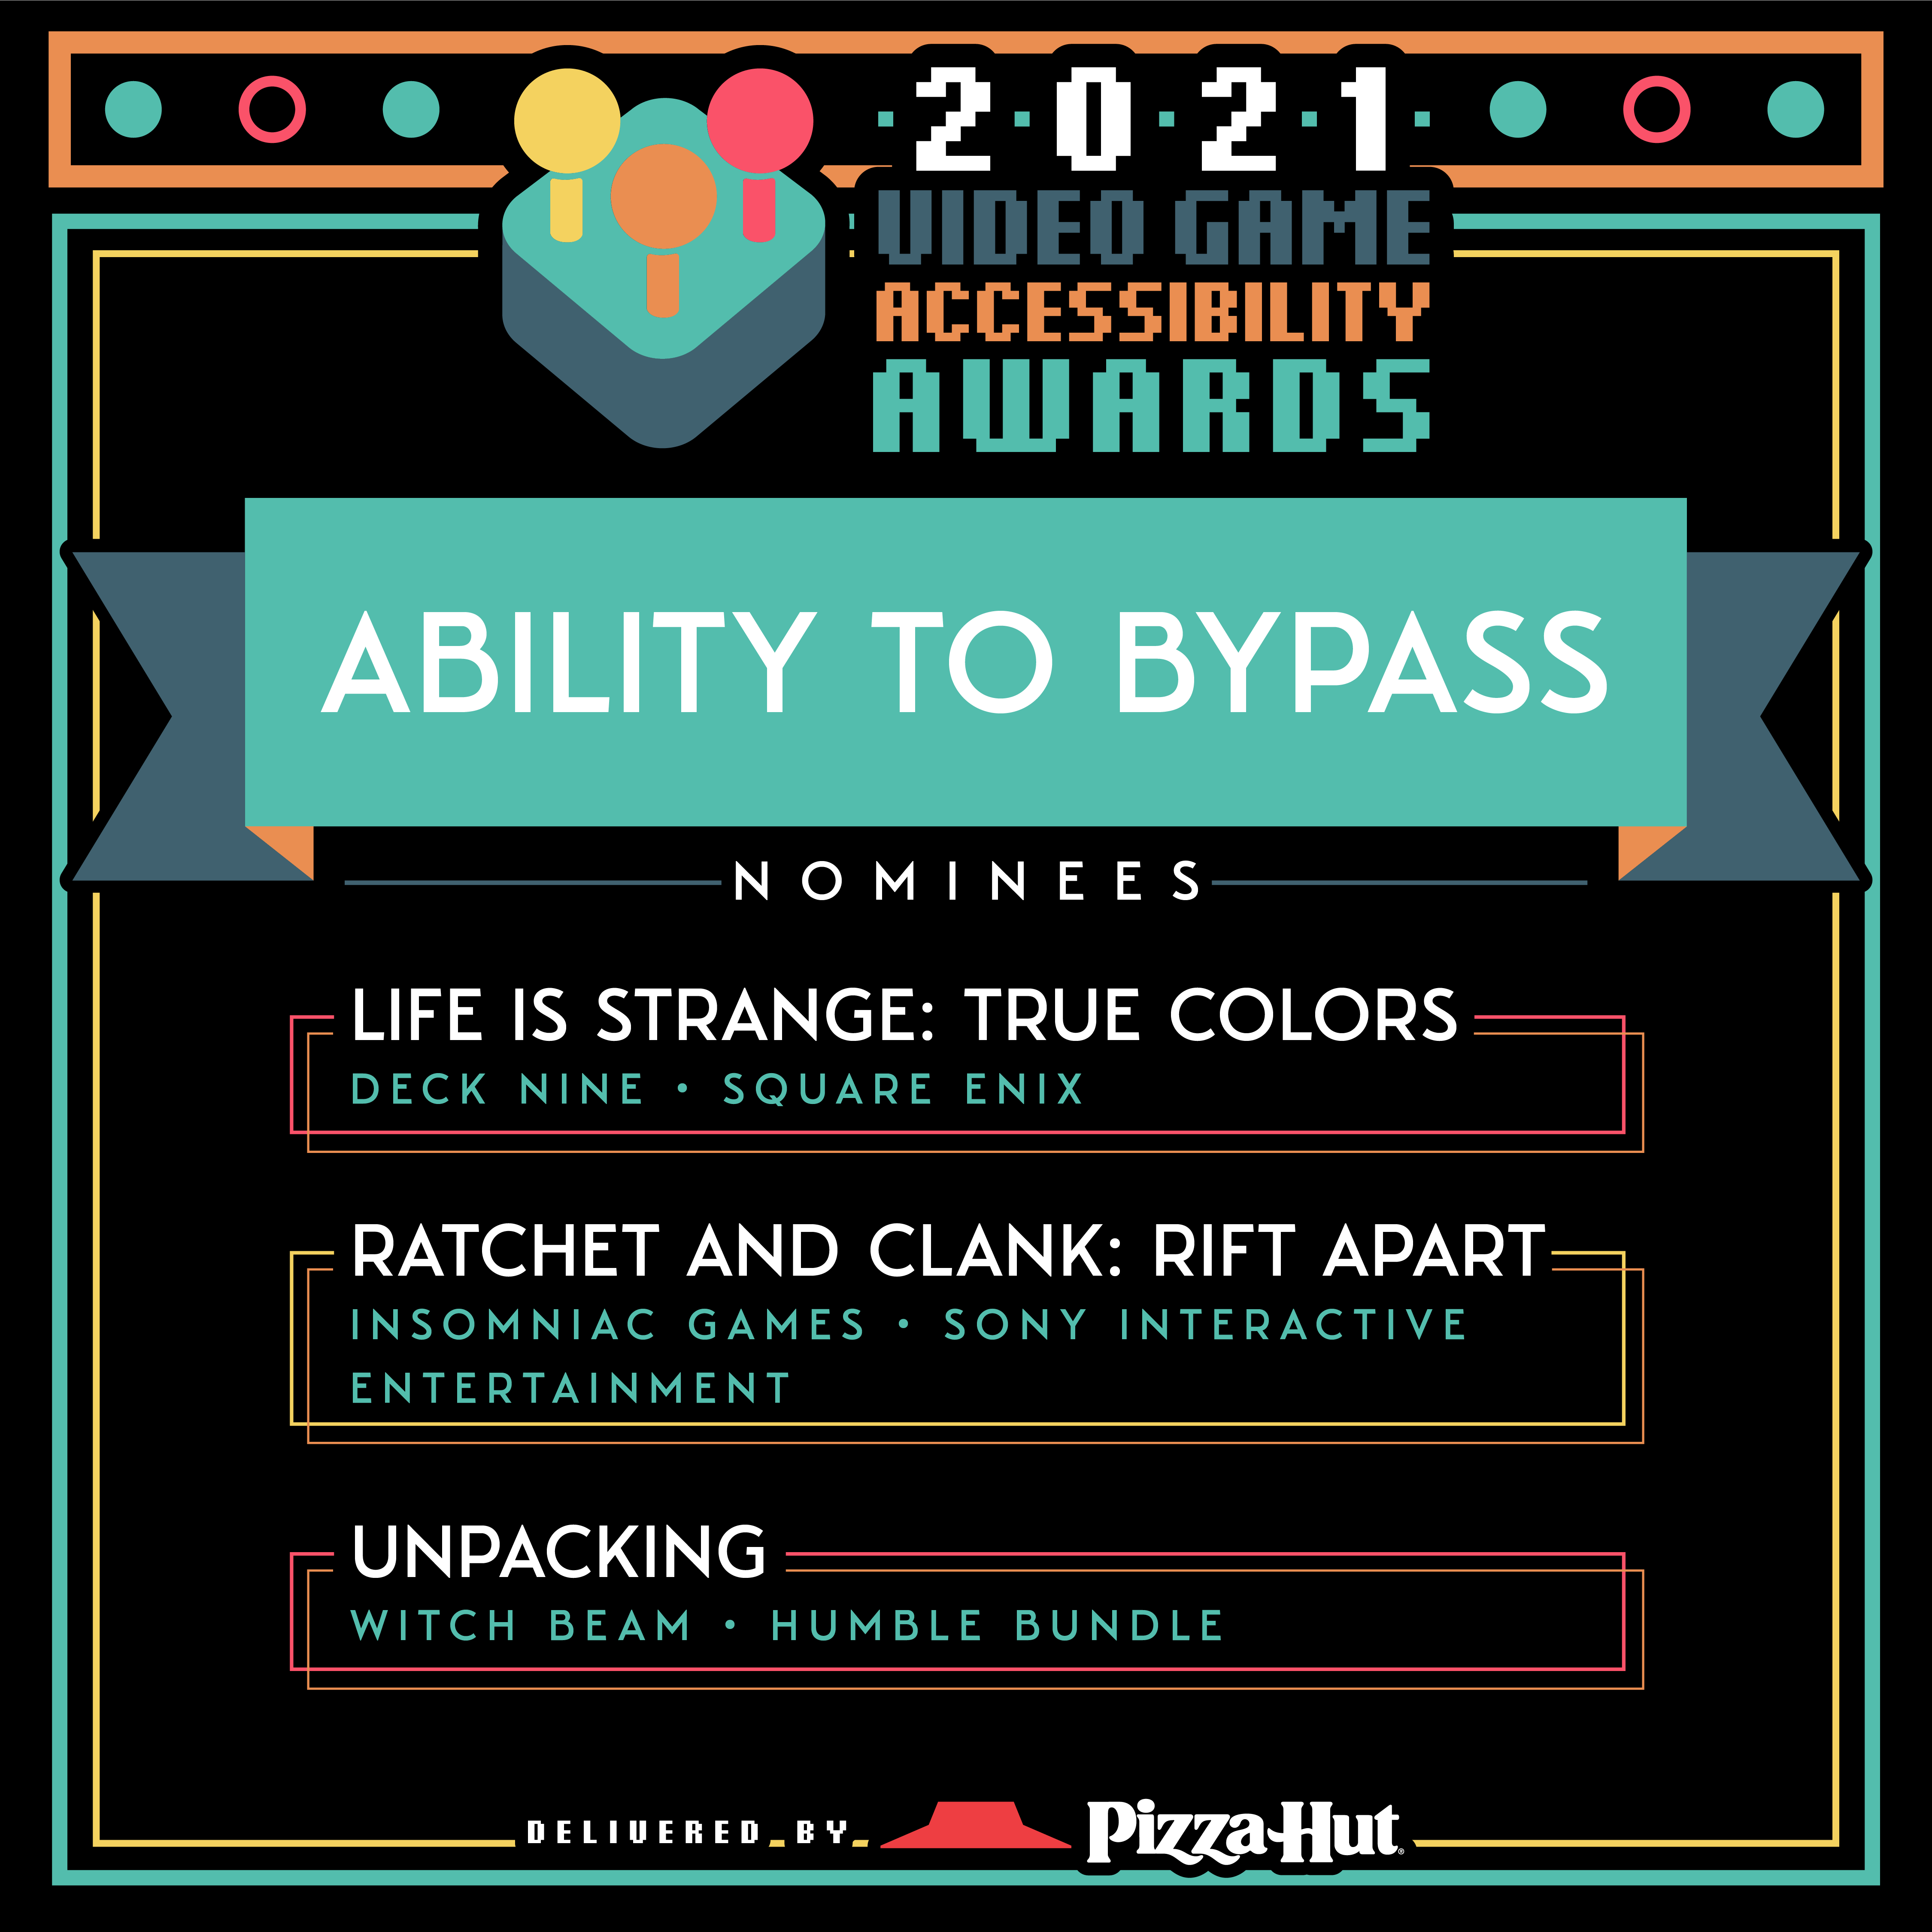 2·0·2·1
VIDEO GAME
ACCESSIBILITY
AWARDS
ABILITY TO BYPASS
NOMINEES
LIFE IS STRANGE: TRUE COLORS
DECK NINE • SQUARE ENIX
RATCHET AND CLANK: RIFT APART
INSOMNIAC GAMES • SONY INTERACTIVE
ENTERTAINMENT
UNPACKING
WITCH BEAM • HUMBLE BUNDLE
DELIVERED BY Pizza Hut®